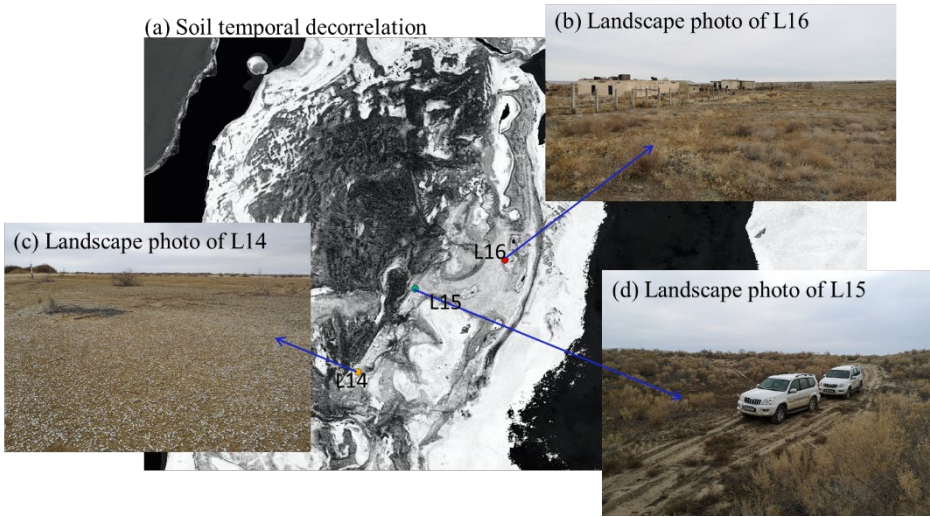 (a) Soil temporal decorrelation
(b) Landscape photo of L16
(c) Landscape photo of L14
L16
L15
(d) Landscape photo of L15
L14